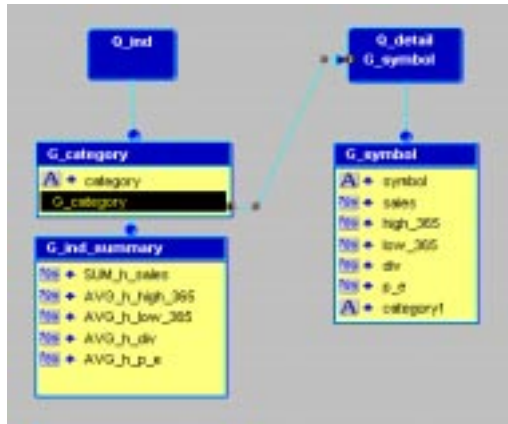 Q_ind
G_category
category
G_category
G_ind_summary
SUM_h_sales
AVG_h_high_365
AVG_h_low_365
AVG_h_div
AVG_h_p_e
Q_detail
G_symbol
G_symbol
symbol
sales
high_365
low_365
div
p_e
category1